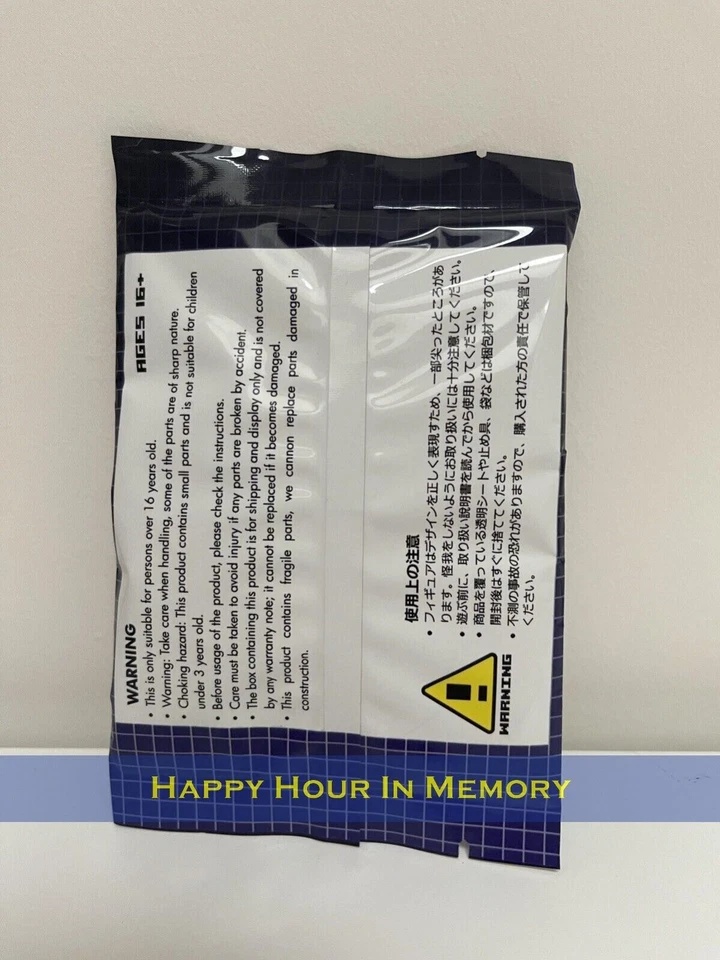 WARNING
AGES 16+
• This is only suitable for persons over 16 years old.
• Warning: Take care when handling, some of the parts are of sharp nature.
• Choking hazard: This product contains small parts and is not suitable for children
under 3 years old.
• Before usage of the product, please check the instructions.
• Care must be taken to avoid injury if any parts are broken by accident.
• The box containing this product is for shipping and display only and is not covered
by any warranty note; it cannot be replaced if it becomes damaged.
• This product contains fragile parts, we cannon replace parts damaged in
construction.
WARNING
使用上の注意
• フィギュアはデザインを正しく表現すため、一部尖ったところがあ
ります。怪我をしないようにお取り扱いには十分注意してください。
• 遊ぶ前に、取り扱い説明書を読んでから使用してください。
• 商品を覆っている透明シートや止め具、袋などは梱包材ですので、
開封後はすぐに捨ててください。
• 不測の事故の恐れがありますので、購入された方の責任で保管して
ください。
HAPPY HOUR IN MEMORY